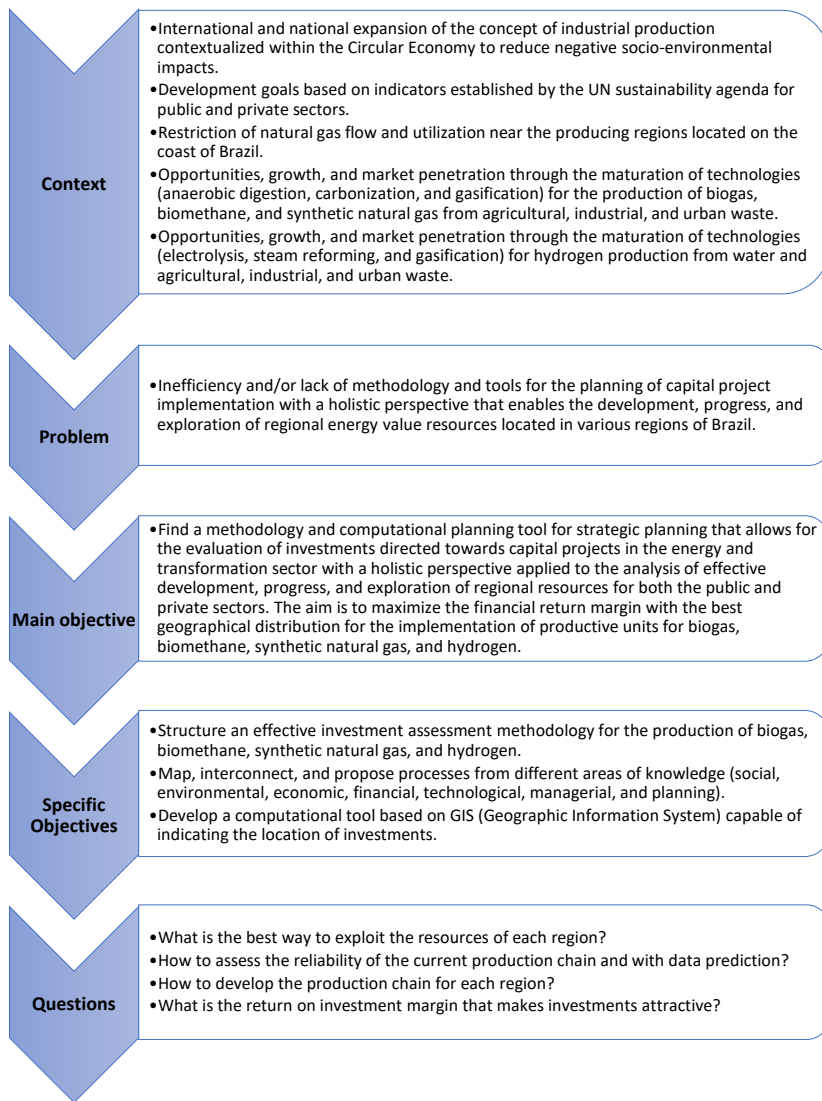 Context
•International and national expansion of the concept of industrial production
contextualized within the Circular Economy to reduce negative socio-environmental
impacts.
•Development goals based on indicators established by the UN sustainability agenda for
public and private sectors.
•Restriction of natural gas flow and utilization near the producing regions located on the
coast of Brazil.
•Opportunities, growth, and market penetration through the maturation of technologies
(anaerobic digestion, carbonization, and gasification) for the production of biogas,
biomethane, and synthetic natural gas from agricultural, industrial, and urban waste.
•Opportunities, growth, and market penetration through the maturation of technologies
(electrolysis, steam reforming, and gasification) for hydrogen production from water and
agricultural, industrial, and urban waste.
Problem
•Inefficiency and/or lack of methodology and tools for the planning of capital project
implementation with a holistic perspective that enables the development, progress, and
exploration of regional energy value resources located in various regions of Brazil.
Main objective
•Find a methodology and computational planning tool for strategic planning that allows for
the evaluation of investments directed towards capital projects in the energy and
transformation sector with a holistic perspective applied to the analysis of effective
development, progress, and exploration of regional resources for both the public and
private sectors. The aim is to maximize the financial return margin with the best
geographical distribution for the implementation of productive units for biogas,
biomethane, synthetic natural gas, and hydrogen.
Specific
Objectives
•Structure an effective investment assessment methodology for the production of biogas,
biomethane, synthetic natural gas, and hydrogen.
•Map, interconnect, and propose processes from different areas of knowledge (social,
environmental, economic, financial, technological, managerial, and planning).
•Develop a computational tool based on GIS (Geographic Information System) capable of
indicating the location of investments.
Questions
•What is the best way to exploit the resources of each region?
•How to assess the reliability of the current production chain and with data prediction?
•How to develop the production chain for each region?
•What is the return on investment margin that makes investments attractive?